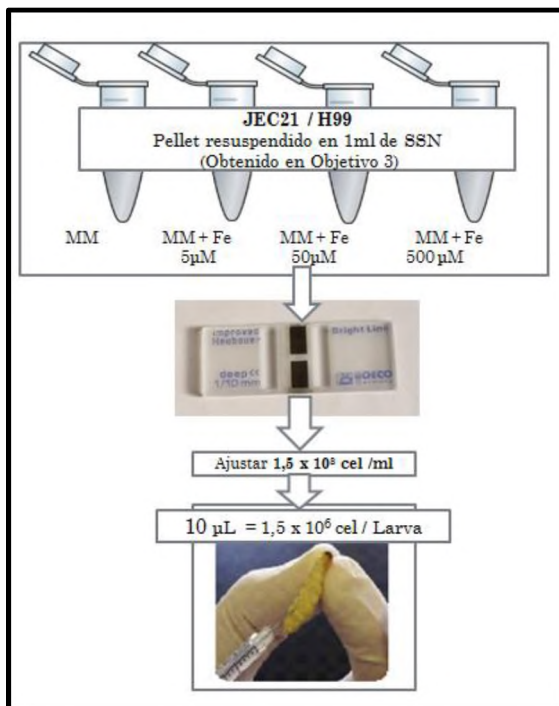 JEC21 / H99
Pellet resuspendido en 1ml de SSN
(Obtenido en Objetivo 3)
MM
MM + Fe
5µM
MM + Fe
50µM
MM + Fe
500 µM
Improved
Neubauer
Bright Line
deep
1/10 mm
BOECO
Ajustar 1,5 x 10⁸ cel /ml
10 µL = 1,5 x 10⁶ cel / Larva